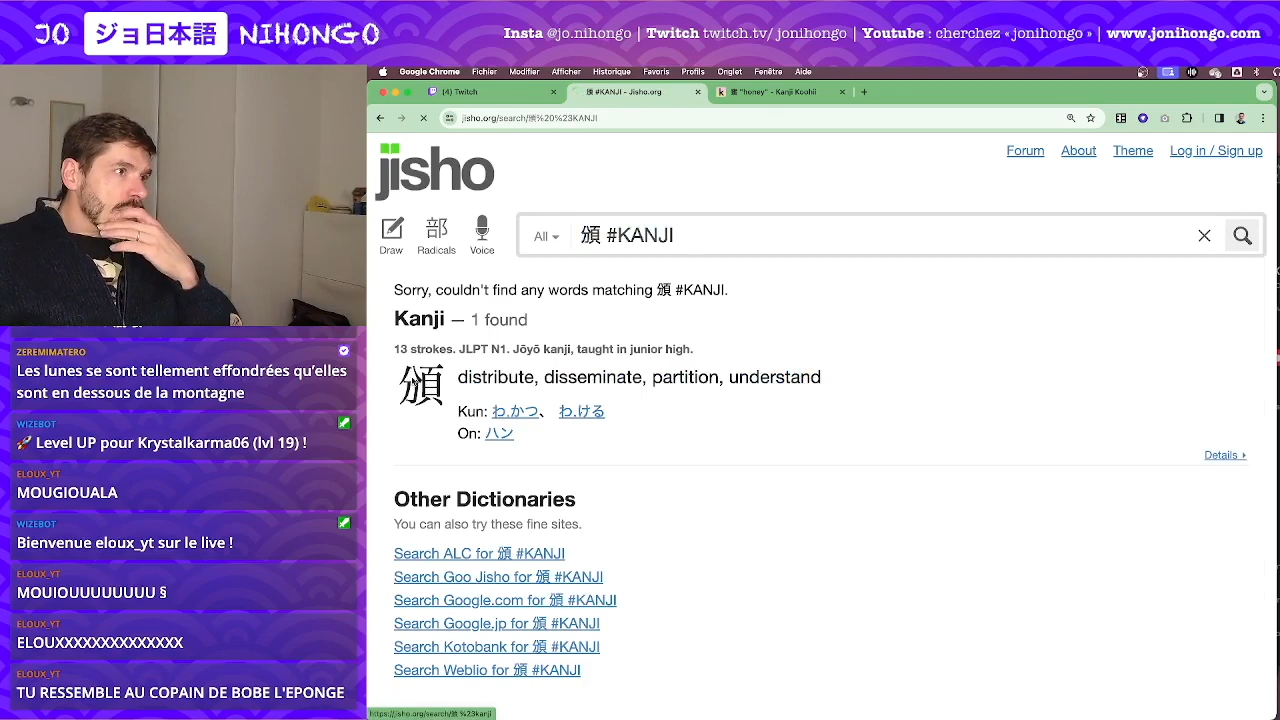 JO ジョ日本語 NIHONGO
Insta @jo.nihongo | Twitch twitch.tv/ jonihongo | Youtube : cherchez « jonihongo » | www.jonihongo.com
Google Chrome Fichier Modifier Afficher Historique Favoris Profils Onglet Fenêtre Aide
(4) Twitch
頒 #KANJI - Jisho.org
蜜 "honey" - Kanji Koohii
jisho.org/search/頒%20%23KANJI
jisho
Forum About Theme Log in / Sign up
Draw
部 Radicals
Voice
All
頒 #KANJI
Sorry, couldn't find any words matching 頒 #KANJI.
Kanji — 1 found
13 strokes. JLPT N1. Jōyō kanji, taught in junior high.
頒
distribute, disseminate, partition, understand
Kun: わ.かつ、 わ.ける
On: ハン
Details
Other Dictionaries
You can also try these fine sites.
Search ALC for 頒 #KANJI
Search Goo Jisho for 頒 #KANJI
Search Google.com for 頒 #KANJI
Search Google.jp for 頒 #KANJI
Search Kotobank for 頒 #KANJI
Search Weblio for 頒 #KANJI
https://jisho.org/search/頒 %23kanji
ZEREMIMATERO
Les lunes se sont tellement effondrées qu'elles
sont en dessous de la montagne
WIZEBOT
🚀 Level UP pour Krystalkarma06 (lvl 19) !
ELOUX_YT
MOUGIOUALA
WIZEBOT
Bienvenue eloux_yt sur le live !
ELOUX_YT
MOUIOUUUUUUUU §
ELOUX_YT
ELOUXXXXXXXXXXXXXX
ELOUX_YT
TU RESSEMBLE AU COPAIN DE BOBE L'EPONGE